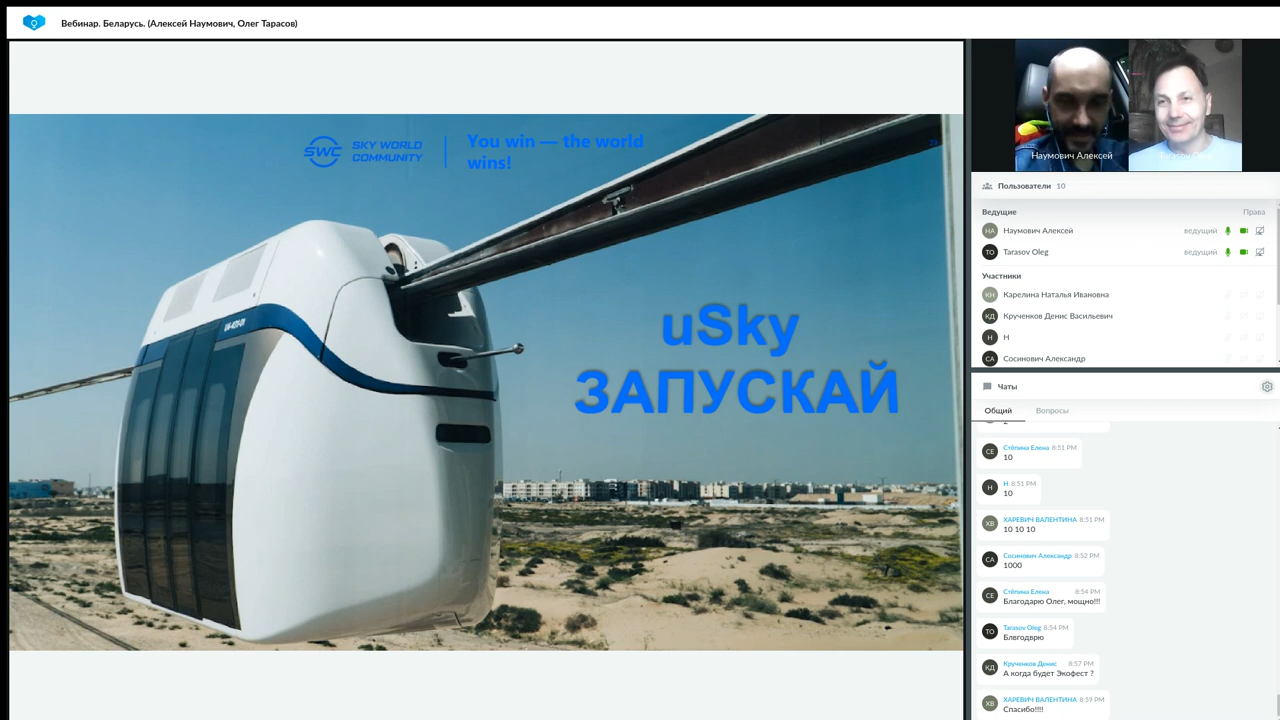 Вебинар. Беларусь. (Алексей Наумович, Олег Тарасов)
SWC
SKY WORLD
COMMUNITY
You win — the world
wins!
uSky
ЗАПУСКАЙ
Наумович Алексей
Пользователи 10
Ведущие Права
НА Наумович Алексей ведущий
TO Tarasov Oleg ведущий
Участники
КН Карелина Наталья Ивановна
КД Крученков Денис Васильевич
Н Н
СА Сосинович Александр
Чаты
Общий Вопросы
СЕ Стёпина Елена 8:51 PM
10
Н Н 8:51 PM
10
ХВ ХАРЕВИЧ ВАЛЕНТИНА 8:51 PM
10 10 10
СА Сосинович Александр 8:52 PM
1000
СЕ Стёпина Елена 8:54 PM
Благодарю Олег, мощно!!!
TO Tarasov Oleg 8:54 PM
Блвгодврю
КД Крученков Денис 8:57 PM
А когда будет Экофест ?
ХВ ХАРЕВИЧ ВАЛЕНТИНА 8:59 PM
Спасибо!!!!